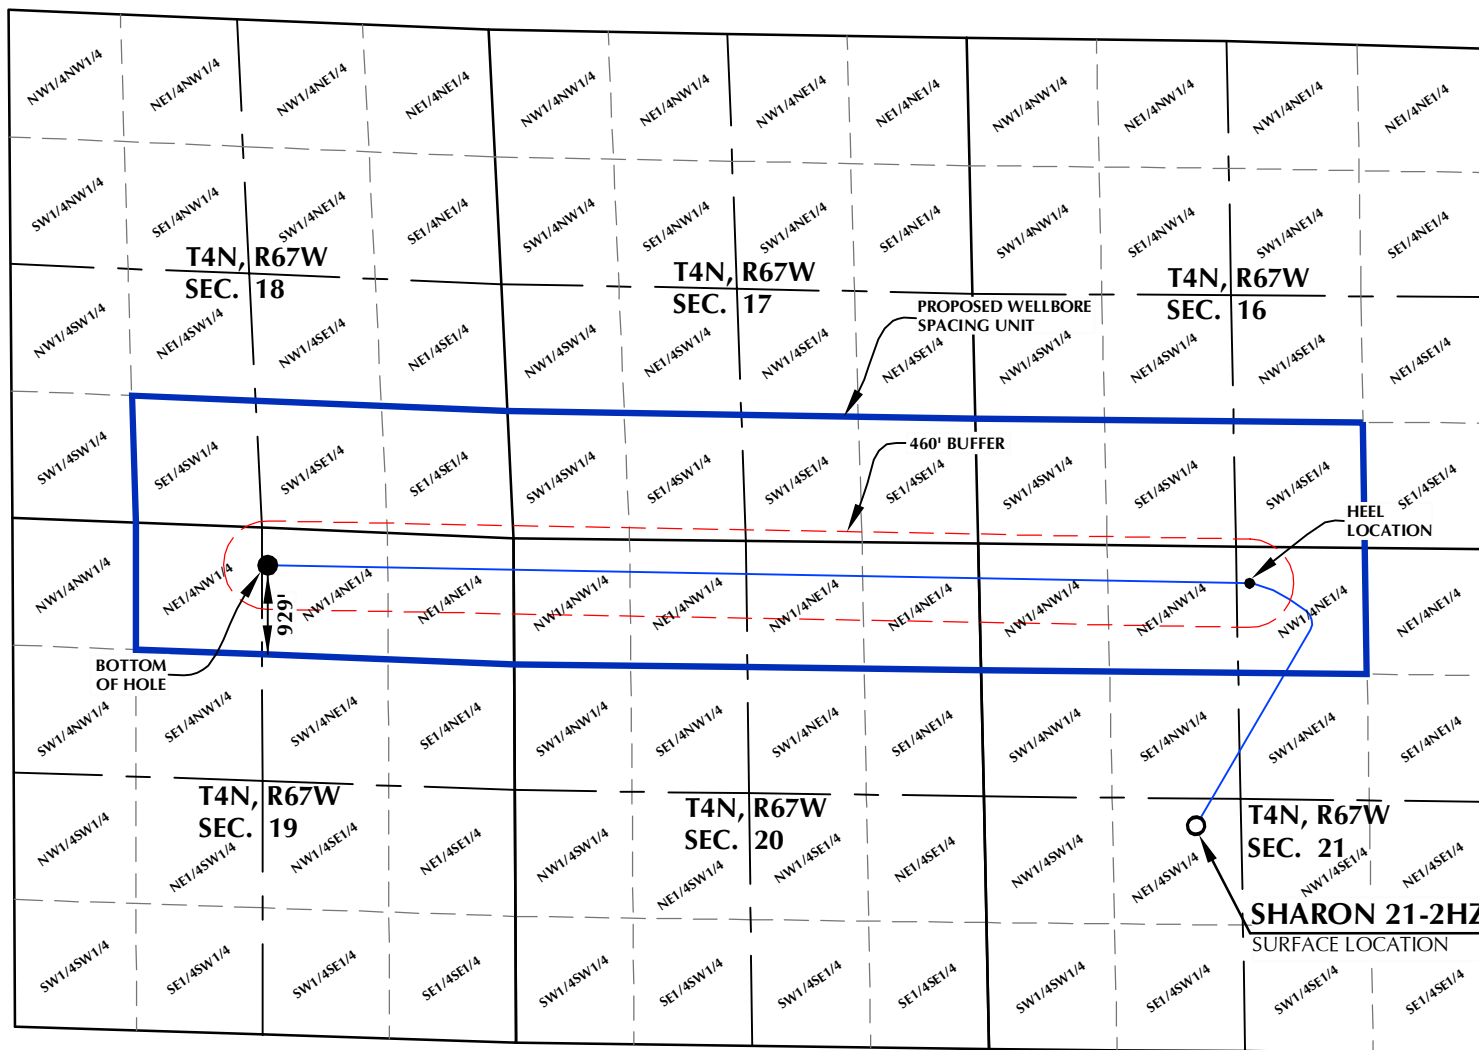 NW1/4NW1/4 NE1/4NW1/4 NW1/4NE1/4 NE1/4NE1/4 NW1/4NW1/4 NE1/4NW1/4 NW1/4NE1/4 NE1/4NE1/4 NW1/4NW1/4 NE1/4NW1/4 NW1/4NE1/4 NE1/4NE1/4
SW1/4NW1/4 SE1/4NW1/4 SW1/4NE1/4 SE1/4NE1/4 SW1/4NW1/4 SE1/4NW1/4 SW1/4NE1/4 SE1/4NE1/4 SW1/4NW1/4 SE1/4NW1/4 SW1/4NE1/4 SE1/4NE1/4
T4N, R67W
SEC. 18
T4N, R67W
SEC. 17
T4N, R67W
SEC. 16
PROPOSED WELLBORE
SPACING UNIT
NW1/4SW1/4 NE1/4SW1/4 NW1/4SE1/4 NE1/4SE1/4 NW1/4SW1/4 NE1/4SW1/4 NW1/4SE1/4 NE1/4SE1/4 NW1/4SW1/4 NE1/4SW1/4 NW1/4SE1/4 NE1/4SE1/4
460' BUFFER
SW1/4SW1/4 SE1/4SW1/4 SW1/4SE1/4 SE1/4SE1/4 SW1/4SW1/4 SE1/4SW1/4 SW1/4SE1/4 SE1/4SE1/4 SW1/4SW1/4 SE1/4SW1/4 SW1/4SE1/4 SE1/4SE1/4
HEEL
LOCATION
NW1/4NW1/4 NE1/4NW1/4 NW1/4NE1/4 NE1/4NE1/4 NW1/4NW1/4 NE1/4NW1/4 NW1/4NE1/4 NE1/4NE1/4 NW1/4NW1/4 NE1/4NW1/4 NW1/4NE1/4 NE1/4NE1/4
929'
BOTTOM
OF HOLE
SW1/4NW1/4 SE1/4NW1/4 SW1/4NE1/4 SE1/4NE1/4 SW1/4NW1/4 SE1/4NW1/4 SW1/4NE1/4 SE1/4NE1/4 SW1/4NW1/4 SE1/4NW1/4 SW1/4NE1/4 SE1/4NE1/4
T4N, R67W
SEC. 19
T4N, R67W
SEC. 20
T4N, R67W
SEC. 21
NW1/4SW1/4 NE1/4SW1/4 NW1/4SE1/4 NE1/4SE1/4 NW1/4SW1/4 NE1/4SW1/4 NW1/4SE1/4 NE1/4SE1/4 NW1/4SW1/4 NE1/4SW1/4 NW1/4SE1/4 NE1/4SE1/4
SHARON 21-2HZ
SURFACE LOCATION
SW1/4SW1/4 SE1/4SW1/4 SW1/4SE1/4 SE1/4SE1/4 SW1/4SW1/4 SE1/4SW1/4 SW1/4SE1/4 SE1/4SE1/4 SW1/4SW1/4 SE1/4SW1/4 SW1/4SE1/4 SE1/4SE1/4